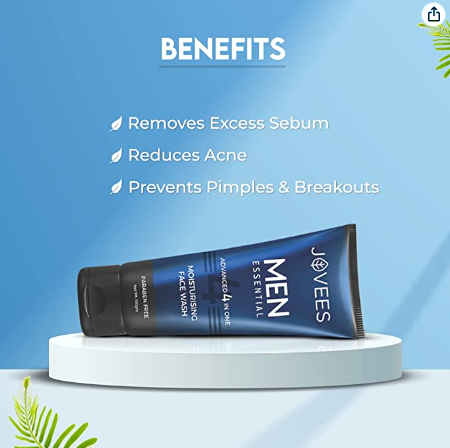 BENEFITS
Removes Excess Sebum
Reduces Acne
Prevents Pimples & Breakouts
JOVEES
MEN
ESSENTIAL
ADVANCED 4 IN ONE
MOISTURISING
FACE WASH
PARABEN FREE